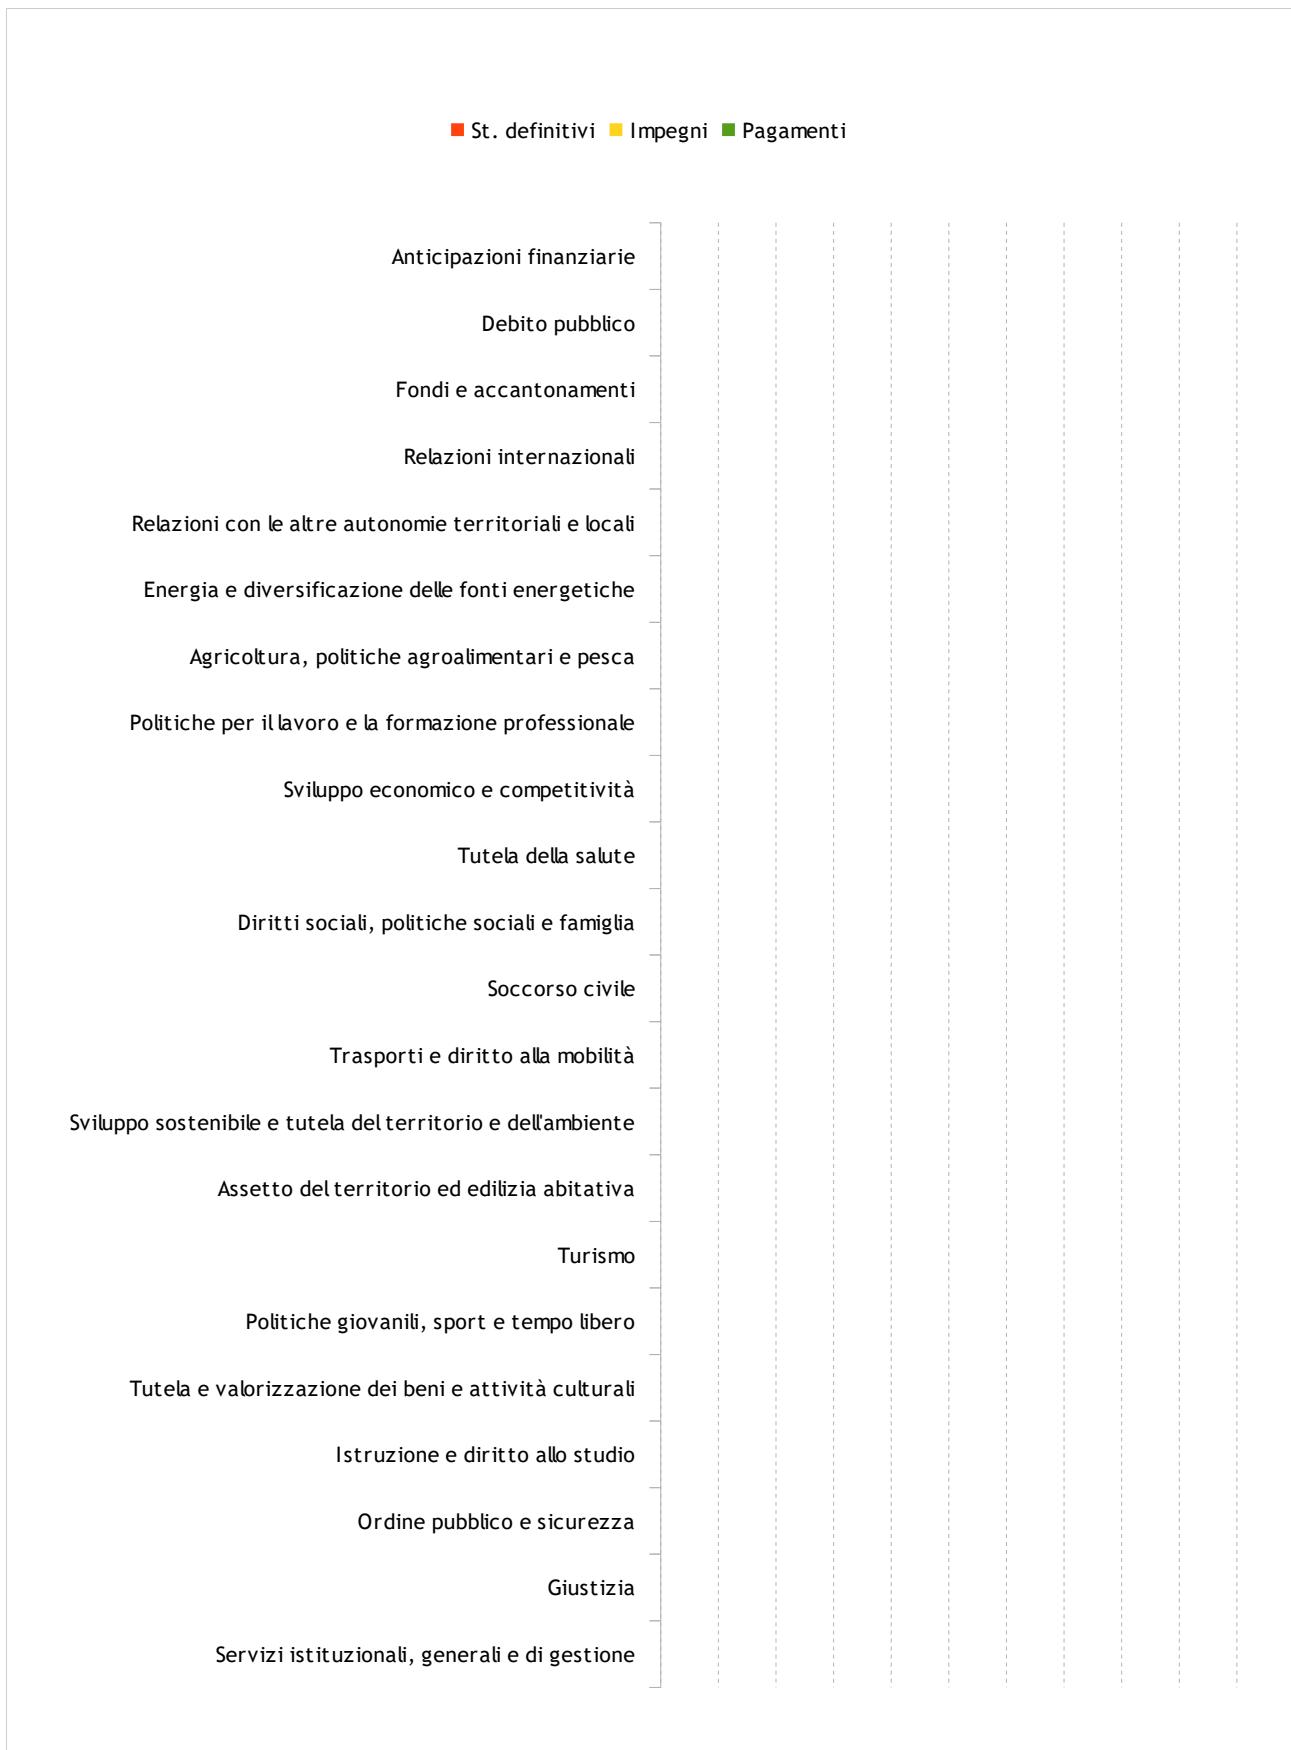 St. definitivi Impegni Pagamenti
Anticipazioni finanziarie
Debito pubblico
Fondi e accantonamenti
Relazioni internazionali
Relazioni con le altre autonomie territoriali e locali
Energia e diversificazione delle fonti energetiche
Agricoltura, politiche agroalimentari e pesca
Politiche per il lavoro e la formazione professionale
Sviluppo economico e competitività
Tutela della salute
Diritti sociali, politiche sociali e famiglia
Soccorso civile
Trasporti e diritto alla mobilità
Sviluppo sostenibile e tutela del territorio e dell'ambiente
Assetto del territorio ed edilizia abitativa
Turismo
Politiche giovanili, sport e tempo libero
Tutela e valorizzazione dei beni e attività culturali
Istruzione e diritto allo studio
Ordine pubblico e sicurezza
Giustizia
Servizi istituzionali, generali e di gestione